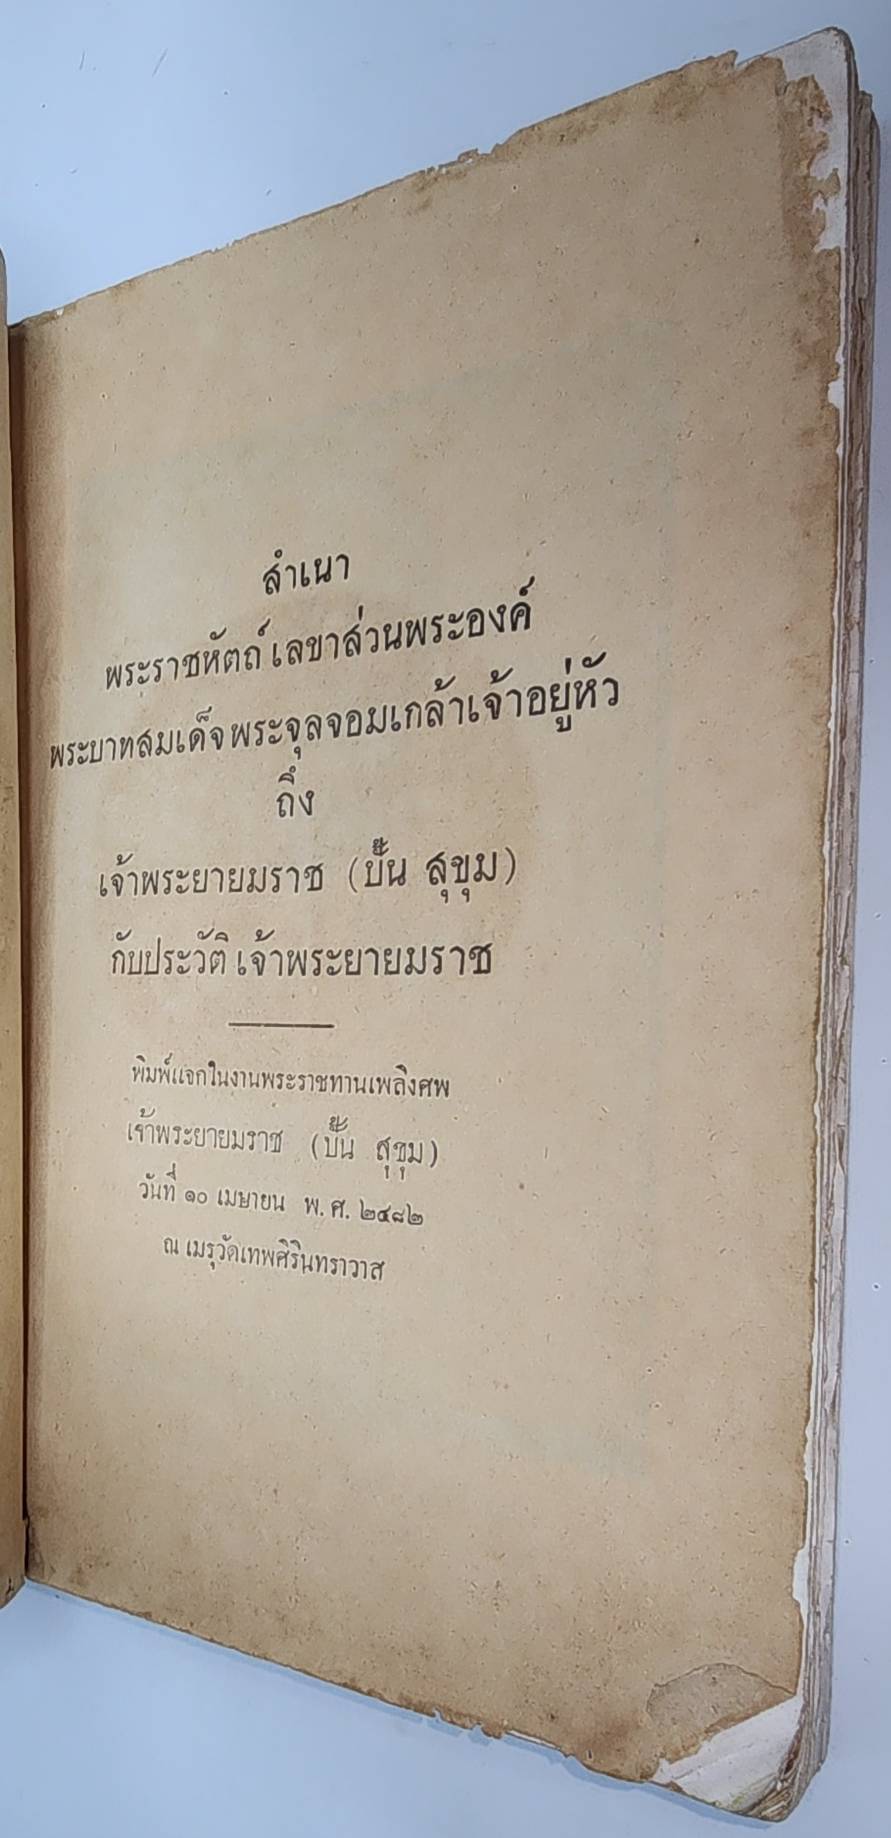 สำเนา
พระราชหัตถ์เลขาส่วนพระองค์
พระบาทสมเด็จพระจุลจอมเกล้าเจ้าอยู่หัว
ถึง
เจ้าพระยายมราช (ปั้น สุขุม)
กับประวัติเจ้าพระยายมราช
พิมพ์แจกในงานพระราชทานเพลิงศพ
เจ้าพระยายมราช (ปั้น สุขุม)
วันที่ ๑๐ เมษายน พ.ศ. ๒๔๘๒
ณ เมรุวัดเทพศิรินทราวาส